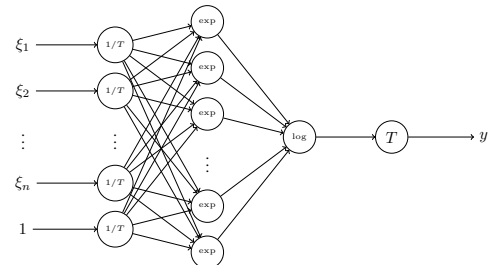 exp
ξ₁ 1/T
exp
ξ₂ 1/T
exp
log T y
⋮ ⋮ ⋮
ξₙ 1/T
exp
1 1/T
exp